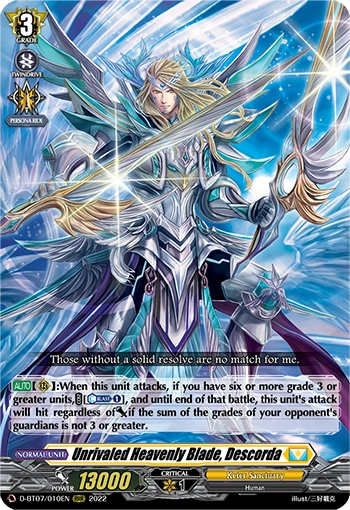 3
GRADE
TWINDRIVE
PERSONA RIDE
Those without a solid resolve are no match for me.
AUTO [ ]:When this unit attacks, if you have six or more grade 3 or
greater units, [ BLAST 1], and until end of that battle, this unit's attack
will hit regardless of if the sum of the grades of your opponent's
guardians is not 3 or greater.
NORMAL UNIT Unrivaled Heavenly Blade, Descorda
POWER 13000 CRITICAL 1 Keter Sanctuary
Human
D-BT07/010EN RRR 2022 illust/三好載克